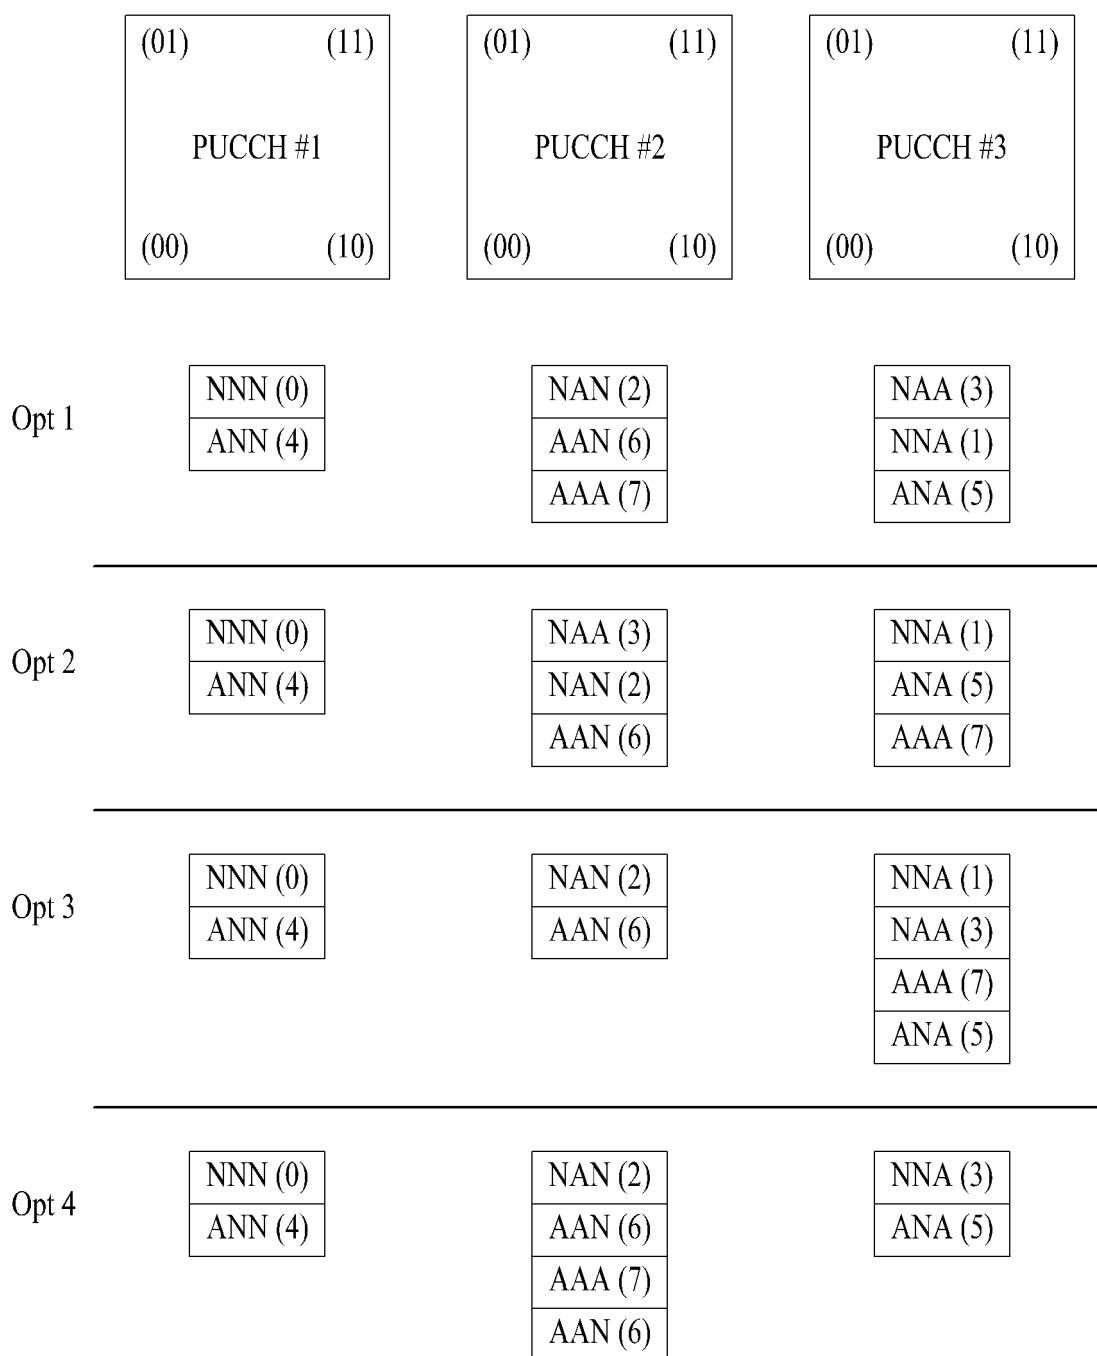 (01) (11) (01) (11) (01) (11)
PUCCH #1 PUCCH #2 PUCCH #3
(00) (10) (00) (10) (00) (10)
NNN (0) NAN (2) NAA (3)
Opt 1 ANN (4) AAN (6) NNA (1)
AAA (7) ANA (5)
NNN (0) NAA (3) NNA (1)
Opt 2 ANN (4) NAN (2) ANA (5)
AAN (6) AAA (7)
NNN (0) NAN (2) NNA (1)
Opt 3 ANN (4) AAN (6) NAA (3)
AAA (7)
ANA (5)
NNN (0) NAN (2) NNA (3)
Opt 4 ANN (4) AAN (6) ANA (5)
AAA (7)
AAN (6)